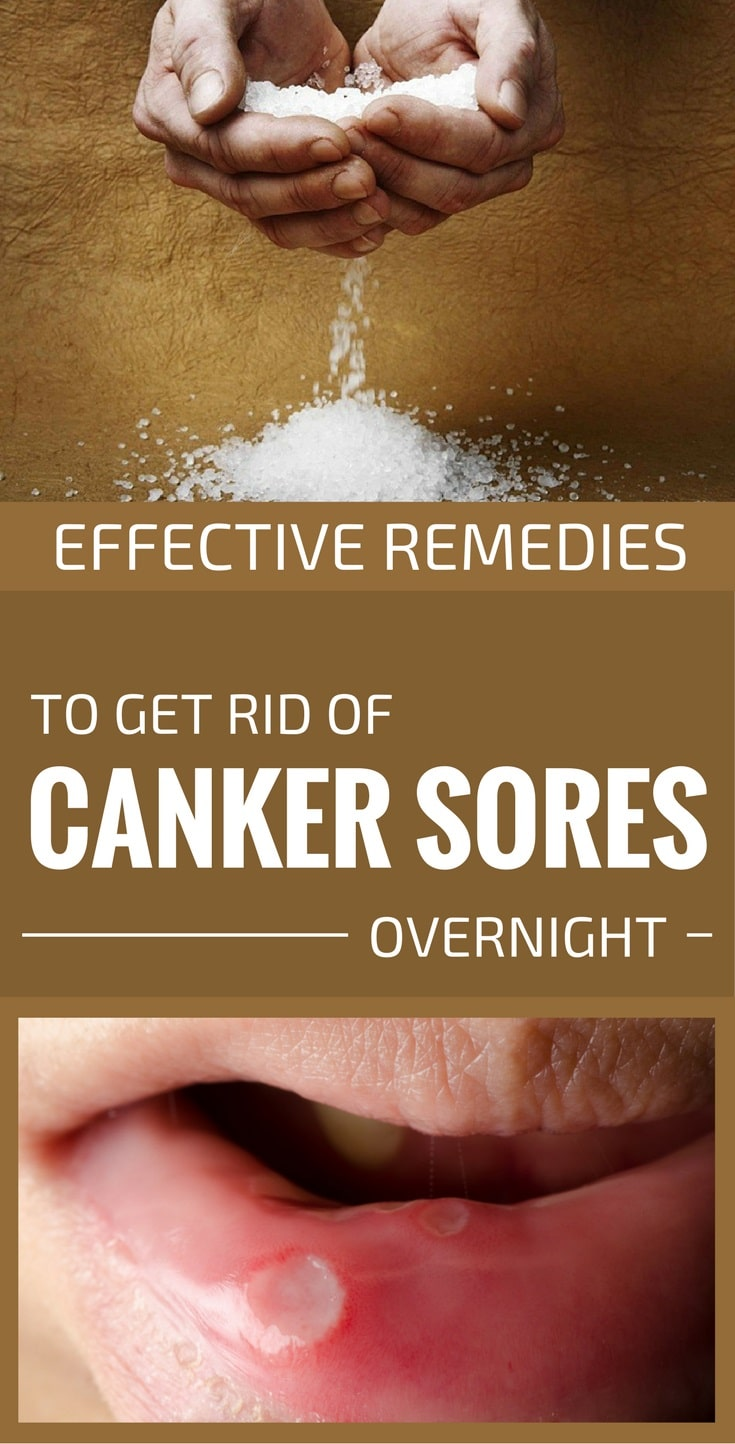 EFFECTIVE REMEDIES
TO GET RID OF
CANKER SORES
OVERNIGHT